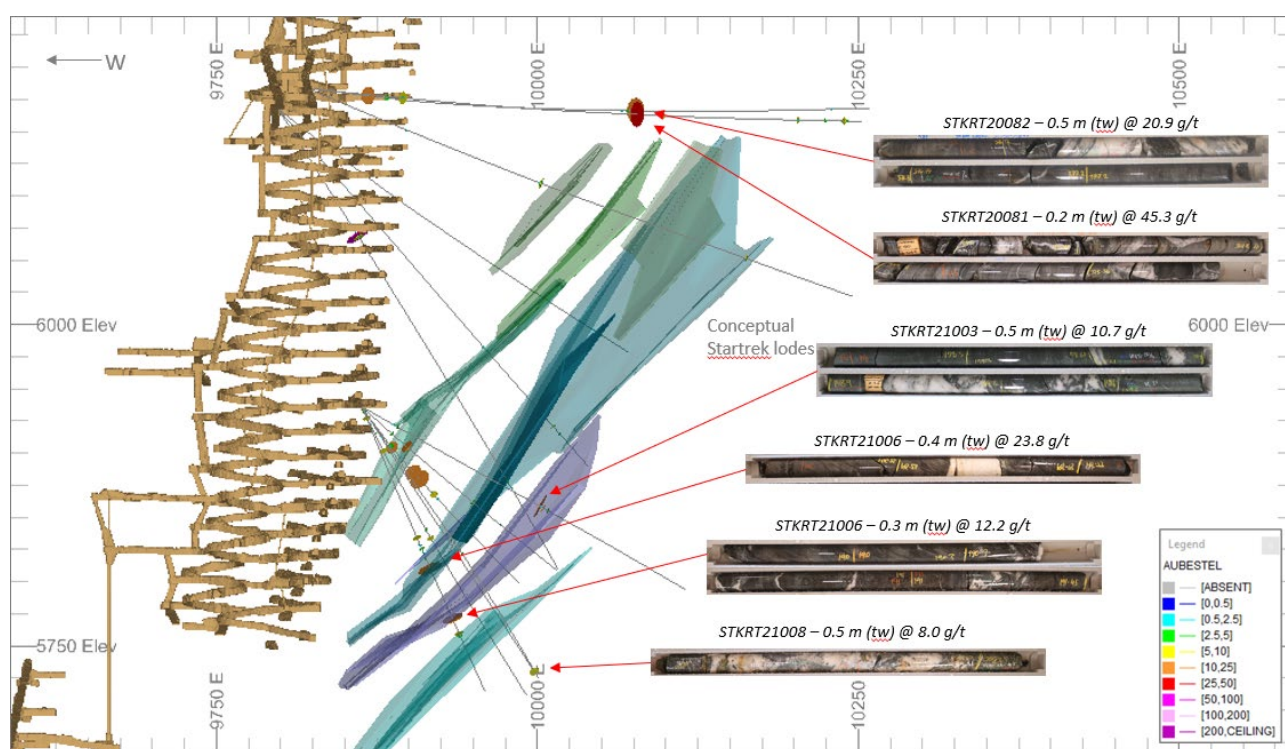 W
9750 E
10000 E
10250 E
10500 E
STKRT20082 – 0.5 m (tw) @ 20.9 g/t
STKRT20081 – 0.2 m (tw) @ 45.3 g/t
6000 Elev
Conceptual
Startrek lodes
6000 Elev
STKRT21003 – 0.5 m (tw) @ 10.7 g/t
STKRT21006 – 0.4 m (tw) @ 23.8 g/t
STKRT21006 – 0.3 m (tw) @ 12.2 g/t
STKRT21008 – 0.5 m (tw) @ 8.0 g/t
5750 Elev
9750 E
10000 E
10250 E
Legend
AUBESTEL
[ABSENT]
[0,0.5]
[0.5,2.5]
[2.5,5]
[5,10]
[10,25]
[25,50]
[50,100]
[100,200]
[200,CEILING]